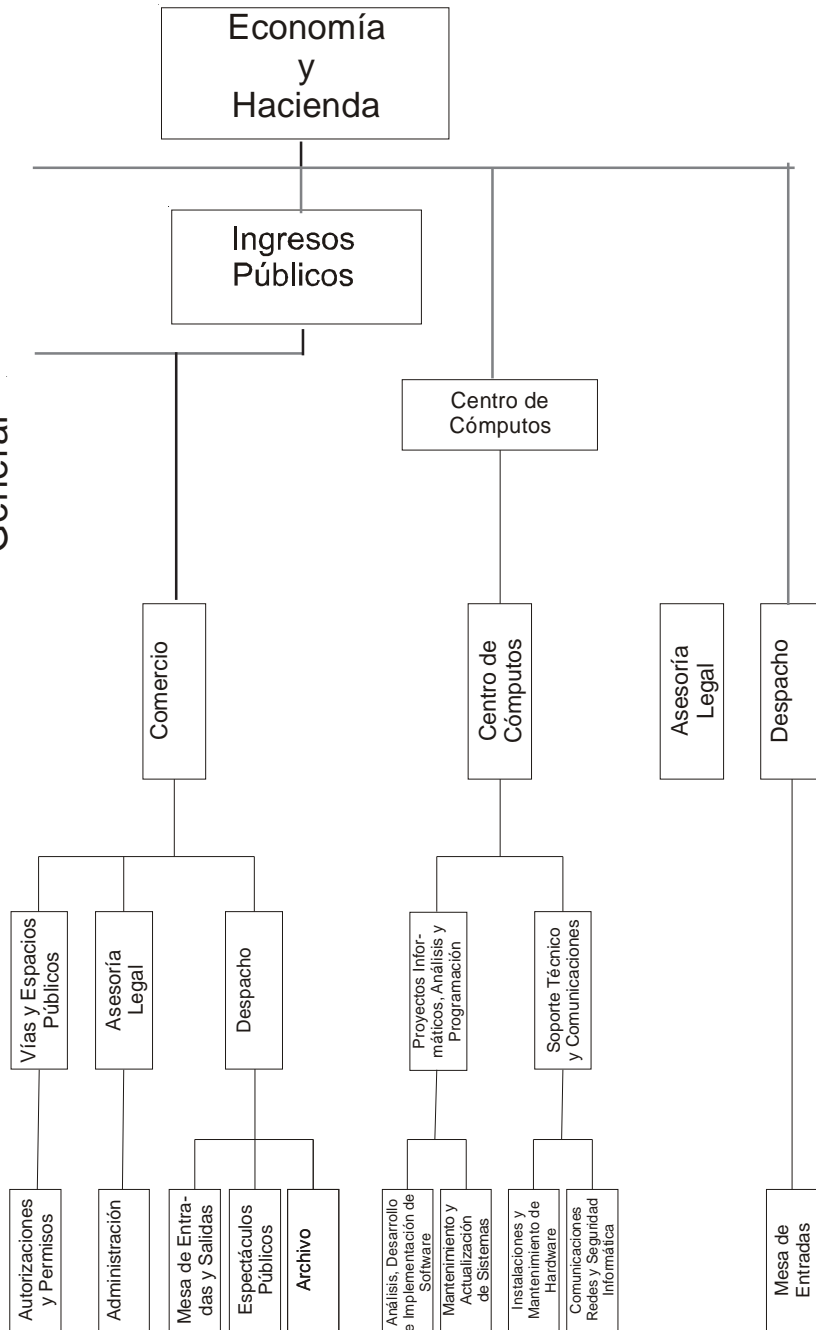 Economía
y
Hacienda
Ingresos
Públicos
General
Centro de
Cómputos
Comercio
Centro de
Cómputos
Asesoría
Legal
Despacho
Vías y Espacios
Públicos
Asesoría
Legal
Despacho
Proyectos Infor-
máticos, Análisis y
Programación
Soporte Técnico
y Comunicaciones
Autorizaciones
y Permisos
Administración
Mesa de Entra-
das y Salidas
Espectáculos
Públicos
Archivo
Análisis, Desarrollo
e Implementación de
Software
Mantenimiento y
Actualización
de Sistemas
Instalaciones y
Mantenimiento de
Hardware
Comunicaciones
Redes y Seguridad
Informática
Mesa de
Entradas